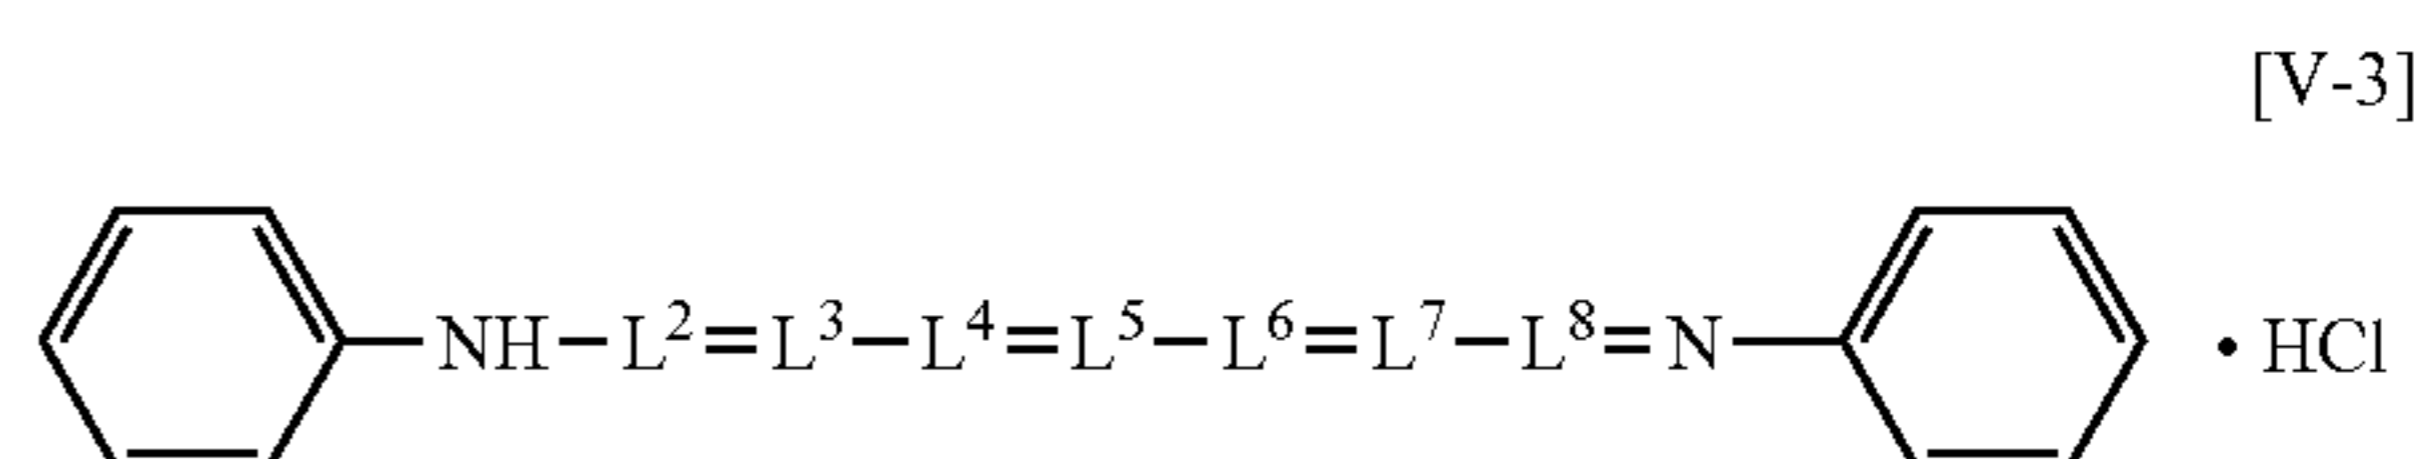 [V-3]
NH—L²=L³—L⁴=L⁵—L⁶=L⁷—L⁸=N • HCl